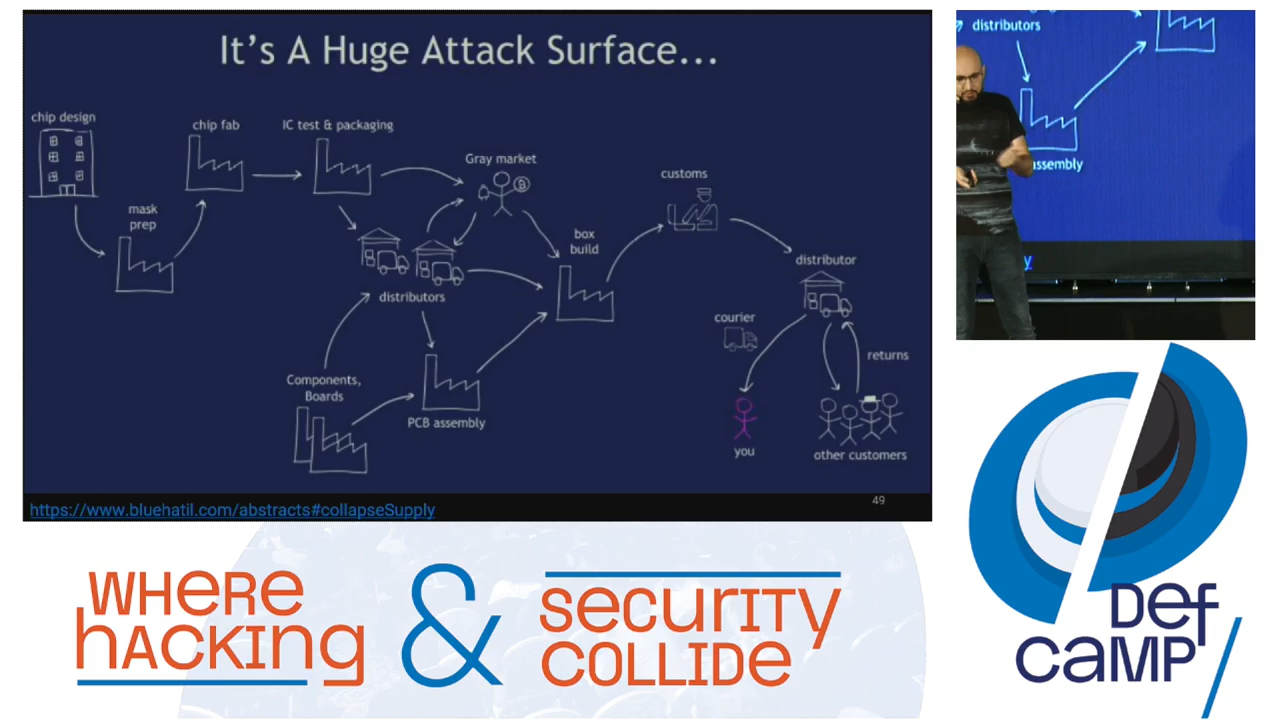 It's A Huge Attack Surface...
chip design
chip fab
IC test & packaging
Gray market
customs
mask
prep
box
build
distributor
distributors
courier
returns
Components,
Boards
PCB assembly
you
other customers
49
https://www.bluehatil.com/abstracts#collapseSupply
distributors
assembly
y
WHERE
HACKING
&
SECURITY
COLLIDE
DEF
CAMP